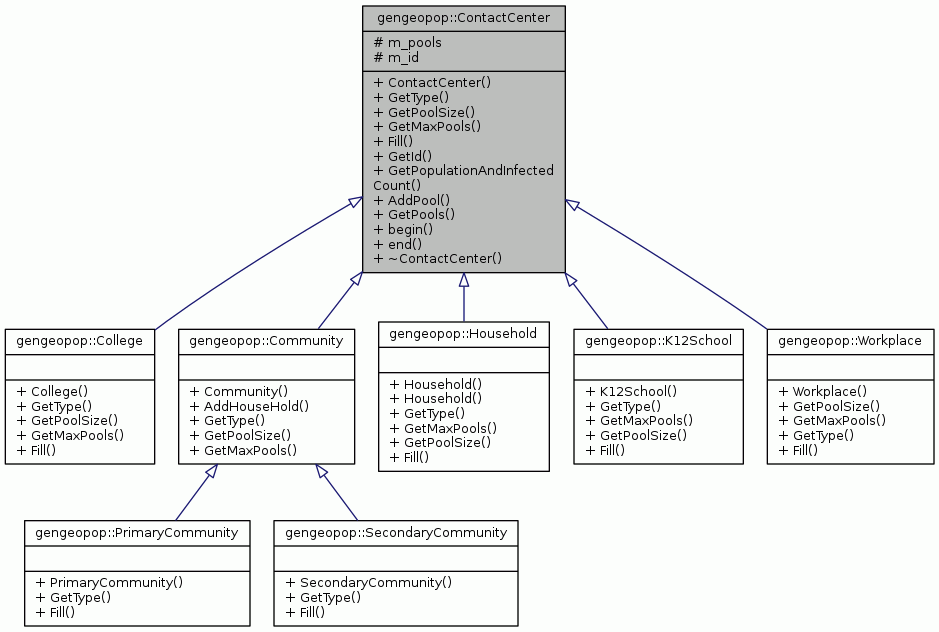 gengeopop::ContactCenter
# m_pools
# m_id
+ ContactCenter()
+ GetType()
+ GetPoolSize()
+ GetMaxPools()
+ Fill()
+ GetId()
+ GetPopulationAndInfected
Count()
+ AddPool()
+ GetPools()
+ begin()
+ end()
+ ~ContactCenter()
gengeopop::College
+ College()
+ GetType()
+ GetPoolSize()
+ GetMaxPools()
+ Fill()
gengeopop::Community
+ Community()
+ AddHouseHold()
+ GetType()
+ GetPoolSize()
+ GetMaxPools()
gengeopop::Household
+ Household()
+ Household()
+ GetType()
+ GetMaxPools()
+ GetPoolSize()
+ Fill()
gengeopop::K12School
+ K12School()
+ GetType()
+ GetMaxPools()
+ GetPoolSize()
+ Fill()
gengeopop::Workplace
+ Workplace()
+ GetPoolSize()
+ GetMaxPools()
+ GetType()
+ Fill()
gengeopop::PrimaryCommunity
+ PrimaryCommunity()
+ GetType()
+ Fill()
gengeopop::SecondaryCommunity
+ SecondaryCommunity()
+ GetType()
+ Fill()